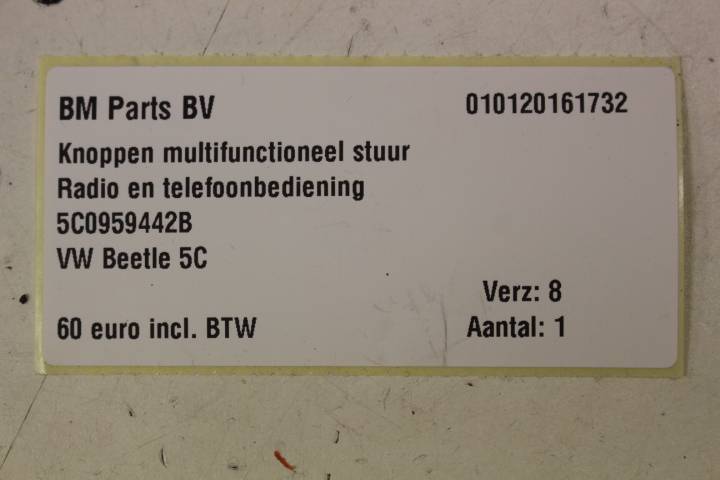 BM Parts BV 010120161732
Knoppen multifunctioneel stuur
Radio en telefoonbediening
5C0959442B
VW Beetle 5C
Verz: 8
60 euro incl. BTW Aantal: 1